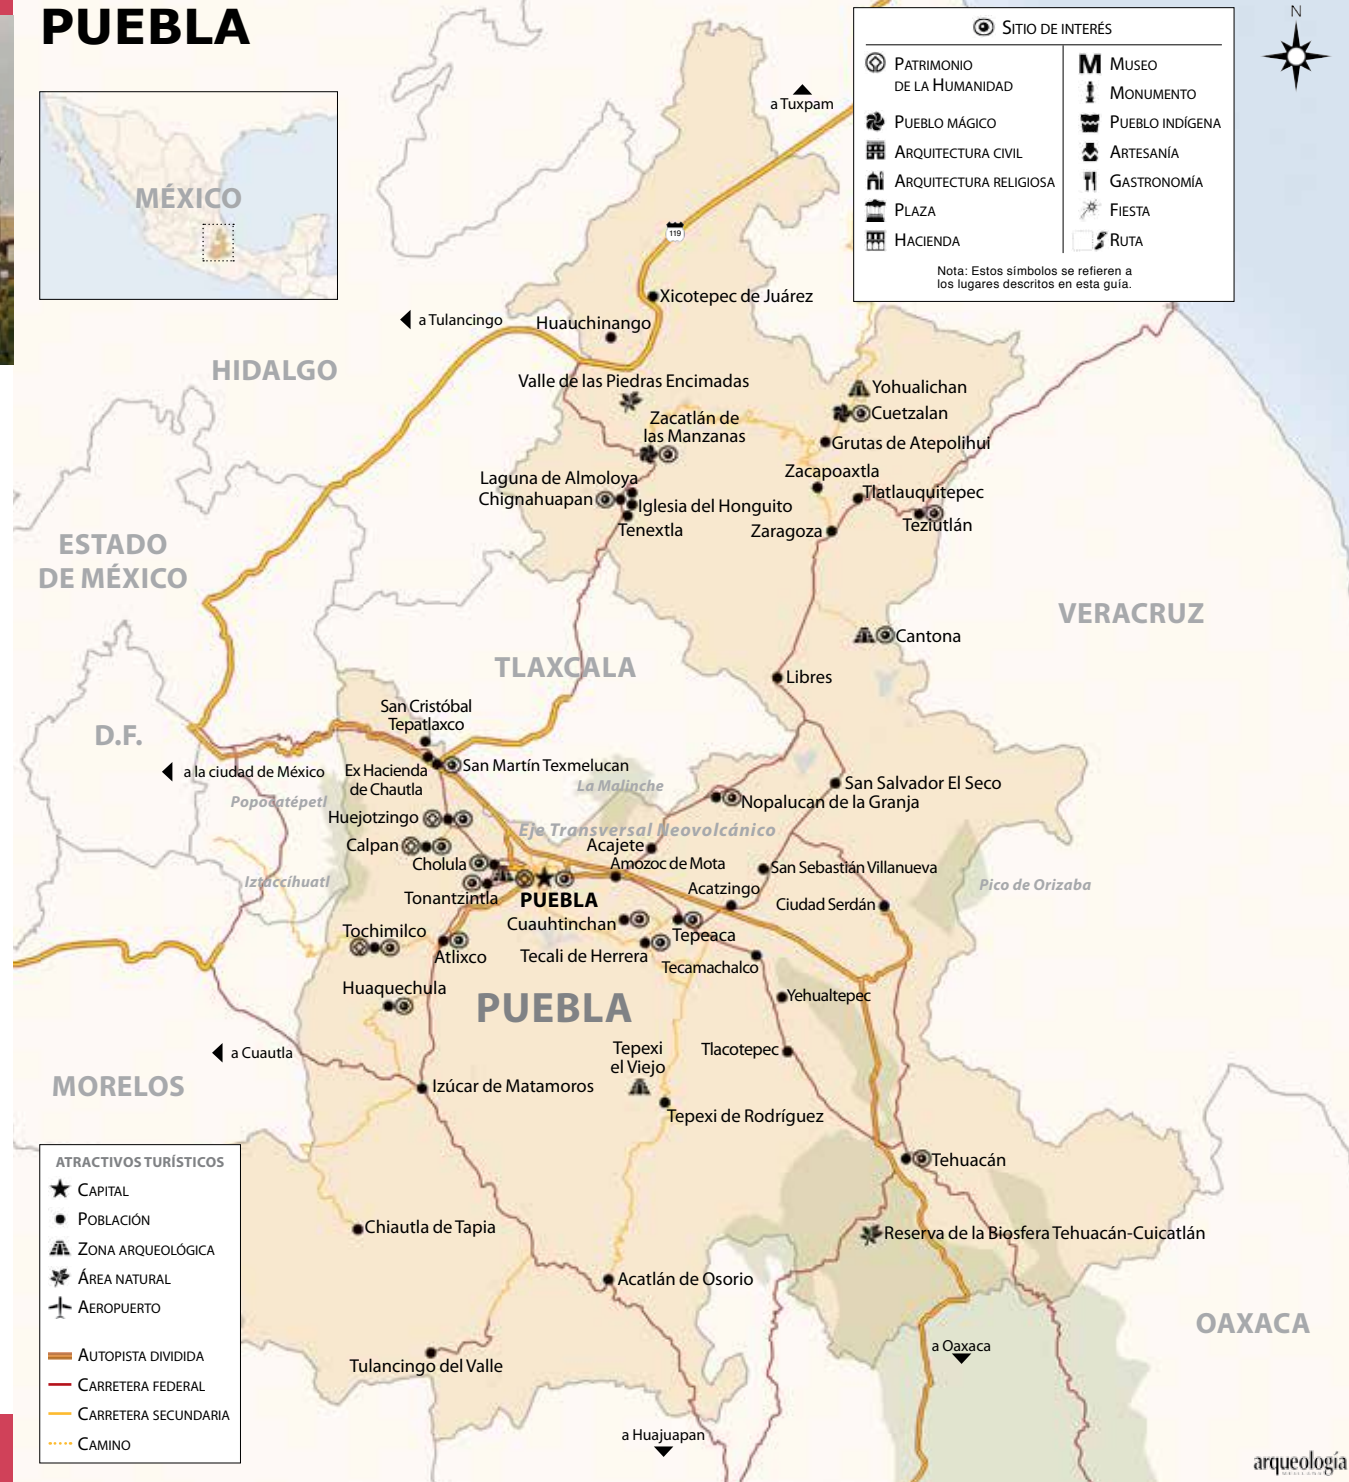 PUEBLA
MÉXICO
SITIO DE INTERÉS
PATRIMONIO
DE LA HUMANIDAD
PUEBLO MÁGICO
ARQUITECTURA CIVIL
ARQUITECTURA RELIGIOSA
PLAZA
HACIENDA
MUSEO
MONUMENTO
PUEBLO INDÍGENA
ARTESANÍA
GASTRONOMÍA
FIESTA
RUTA
Nota: Estos símbolos se refieren a
los lugares descritos en esta guía.
N
a Tuxpam
119
Xicotepec de Juárez
a Tulancingo
Huauchinango
HIDALGO
Valle de las Piedras Encimadas
Yohualichan
Cuetzalan
Zacatlán de
las Manzanas
Grutas de Atepolihui
Zacapoaxtla
Laguna de Almoloya
Chignahuapan
Iglesia del Honguito
Tenextla
Tlatlauquitepec
Teziutlán
Zaragoza
ESTADO
DE MÉXICO
VERACRUZ
Cantona
TLAXCALA
Libres
San Cristóbal
Tepatlaxco
D.F.
a la ciudad de México
Ex Hacienda
de Chautla
San Martín Texmelucan
La Malinche
San Salvador El Seco
Popocatépetl
Nopalucan de la Granja
Huejotzingo
Eje Transversal Neovolcánico
Calpan
Acajete
Cholula
Amozoc de Mota
San Sebastián Villanueva
Iztaccíhuatl
Pico de Orizaba
Tonantzintla
PUEBLA
Acatzingo
Ciudad Serdán
Cuauhtinchan
Tochimilco
Tepeaca
Atlixco
Tecali de Herrera
Tecamachalco
Huaquechula
PUEBLA
Yehualtepec
a Cuautla
Tepexi
el Viejo
Tlacotepec
MORELOS
Izúcar de Matamoros
Tepexi de Rodríguez
Tehuacán
Chiautla de Tapia
Reserva de la Biosfera Tehuacán-Cuicatlán
Acatlán de Osorio
OAXACA
a Oaxaca
Tulancingo del Valle
a Huajuapan
ATRACTIVOS TURÍSTICOS
CAPITAL
POBLACIÓN
ZONA ARQUEOLÓGICA
ÁREA NATURAL
AEROPUERTO
AUTOPISTA DIVIDIDA
CARRETERA FEDERAL
CARRETERA SECUNDARIA
CAMINO
arqueología